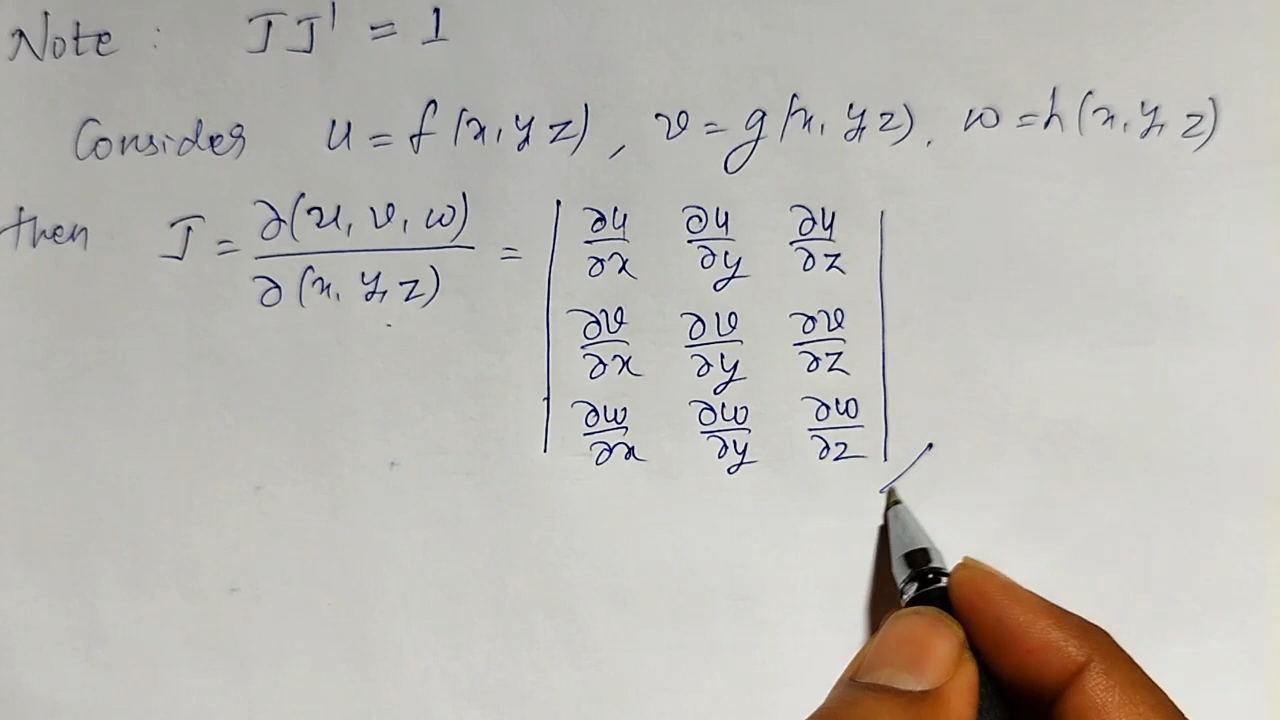 Note : JJ' = 1
Consider u = f(x, y, z), v = g(x, y, z), w = h(x, y, z)
then J = ∂(u, v, w) / ∂(x, y, z) = | ∂u/∂x ∂u/∂y ∂u/∂z |
| ∂v/∂x ∂v/∂y ∂v/∂z |
| ∂w/∂x ∂w/∂y ∂w/∂z |